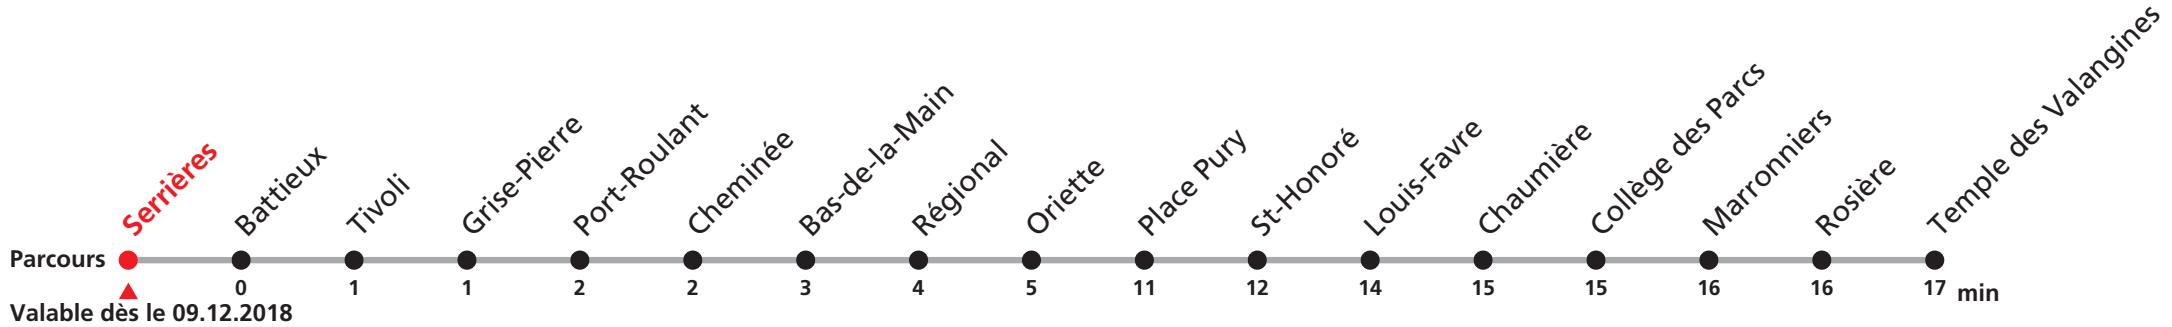 Serrières
Battieux
Tivoli
Grise-Pierre
Port-Roulant
Cheminée
Bas-de-la-Main
Régional
Oriette
Place Pury
St-Honoré
Louis-Favre
Chaumière
Collège des Parcs
Marronniers
Rosière
Temple des Valangines
Parcours
0 1 1 2 2 3 4 5 11 12 14 15 15 16 16 17 min
Valable dès le 09.12.2018